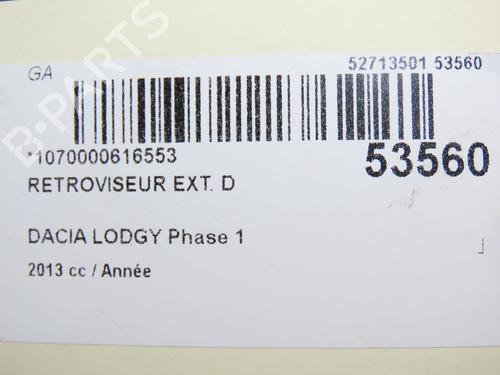 GA
52713501 53560
*1070000616553
53560
RETROVISEUR EXT. D
DACIA LODGY Phase 1
2013 cc / Année
B-PARTS